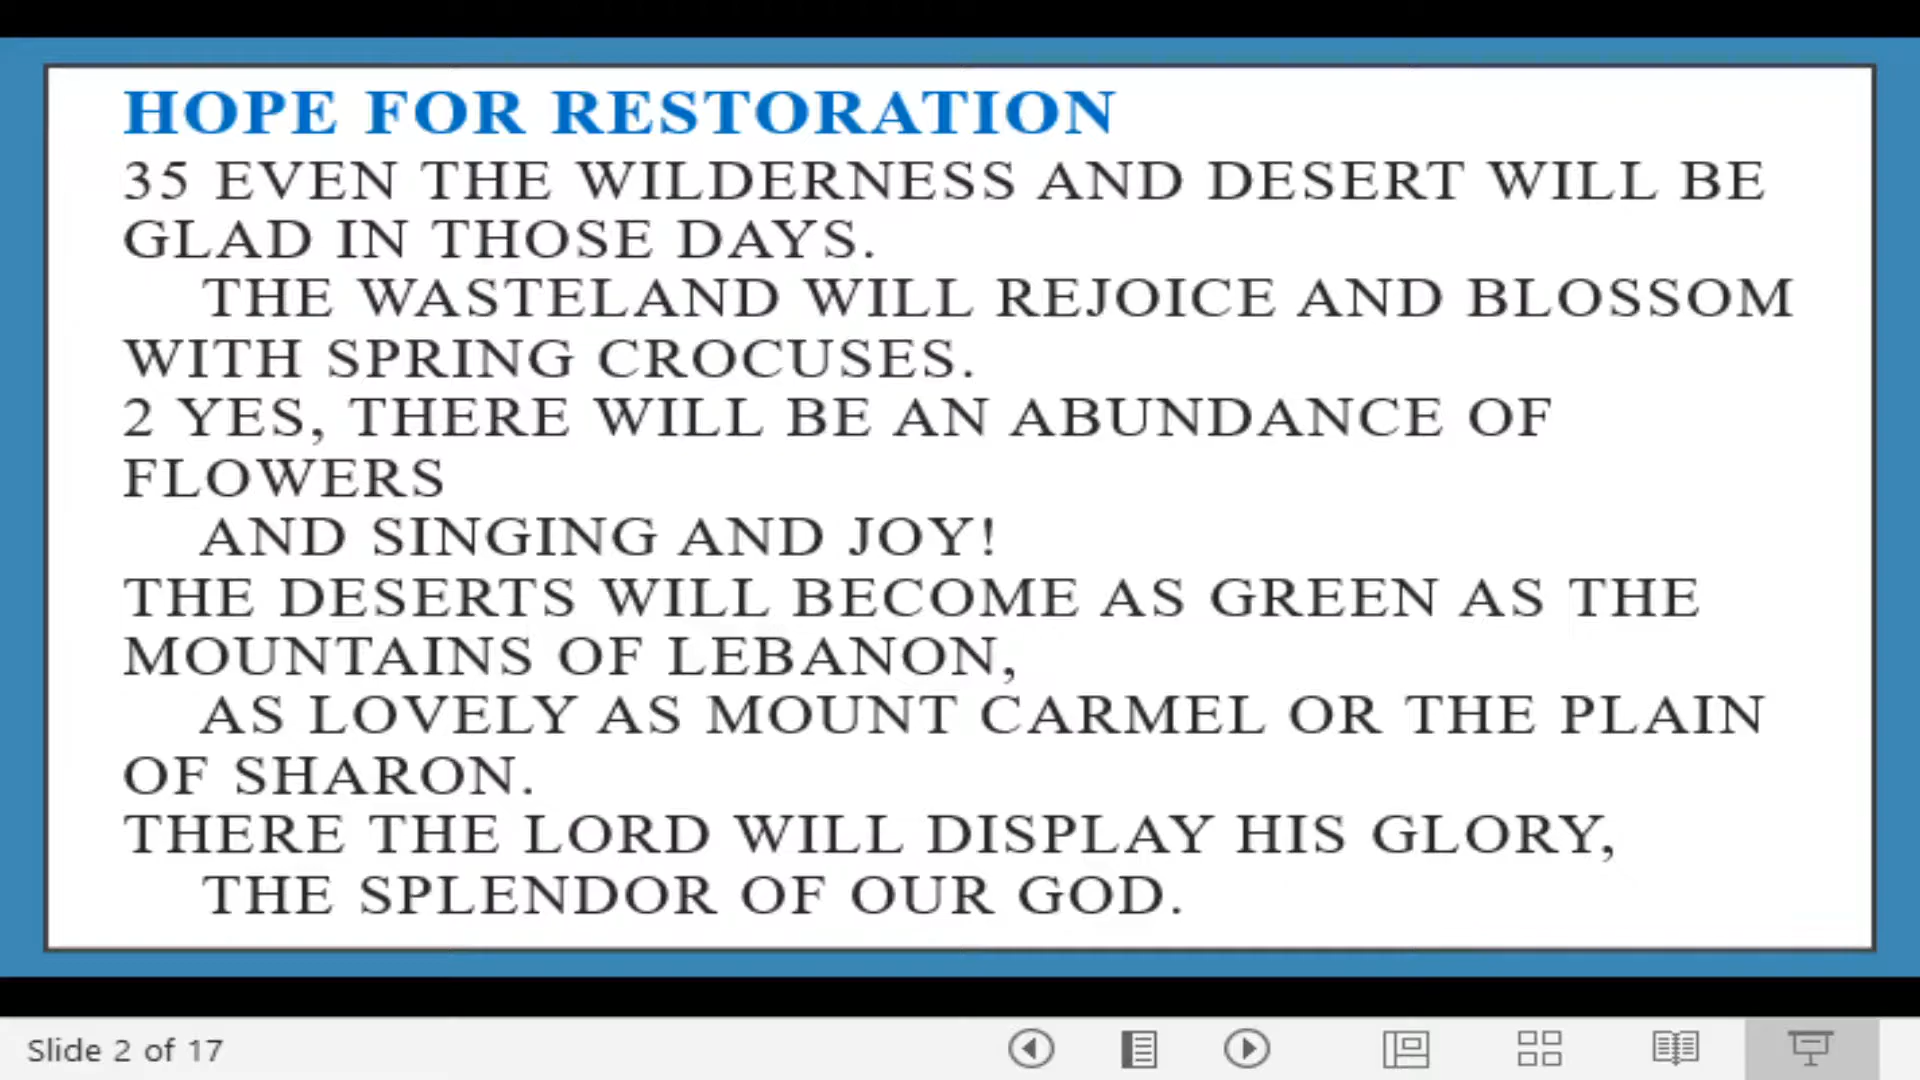 HOPE FOR RESTORATION
35 EVEN THE WILDERNESS AND DESERT WILL BE
GLAD IN THOSE DAYS.
THE WASTELAND WILL REJOICE AND BLOSSOM
WITH SPRING CROCUSES.
2 YES, THERE WILL BE AN ABUNDANCE OF
FLOWERS
AND SINGING AND JOY!
THE DESERTS WILL BECOME AS GREEN AS THE
MOUNTAINS OF LEBANON,
AS LOVELY AS MOUNT CARMEL OR THE PLAIN
OF SHARON.
THERE THE LORD WILL DISPLAY HIS GLORY,
THE SPLENDOR OF OUR GOD.
Slide 2 of 17